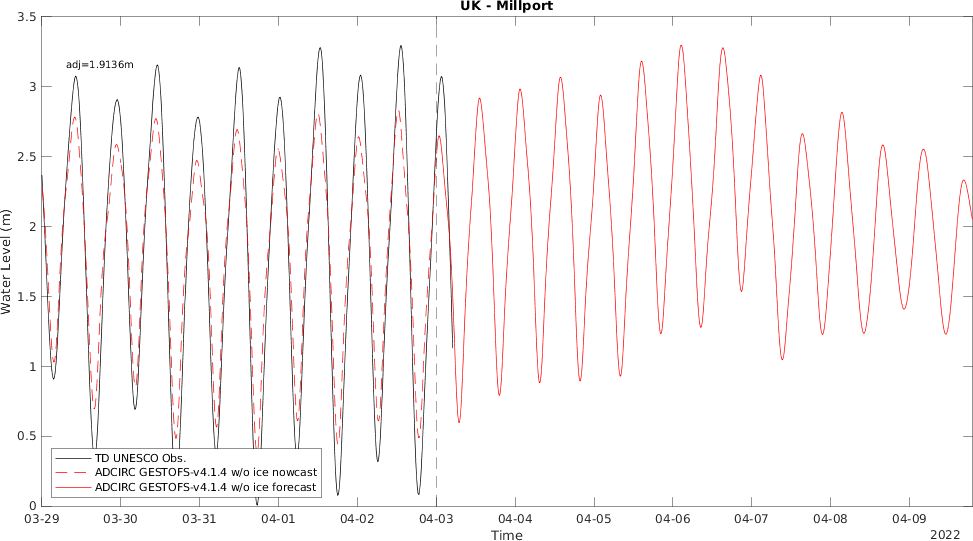 UK - Millport
3.5
3
2.5
2
1.5
1
0.5
0
Water Level (m)
adj=1.9136m
TD UNESCO Obs.
ADCIRC GESTOFS-v4.1.4 w/o ice nowcast
ADCIRC GESTOFS-v4.1.4 w/o ice forecast
03-29 03-30 03-31 04-01 04-02 04-03 04-04 04-05 04-06 04-07 04-08 04-09
Time
2022